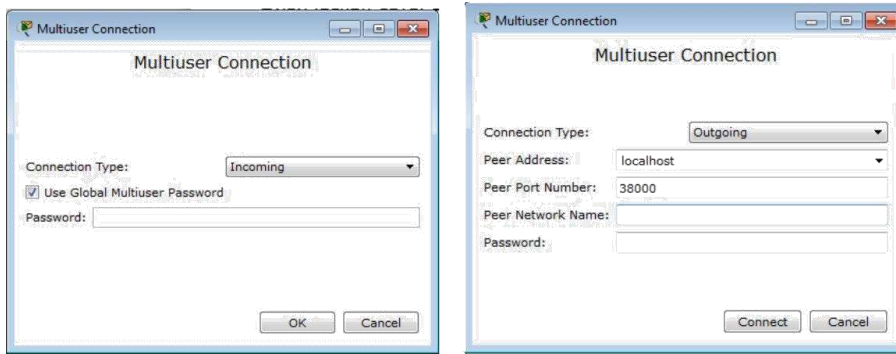 Multiuser Connection
Multiuser Connection
Connection Type: Incoming
Use Global Multiuser Password
Password:
OK Cancel
Multiuser Connection
Multiuser Connection
Connection Type: Outgoing
Peer Address: localhost
Peer Port Number: 38000
Peer Network Name:
Password:
Connect Cancel